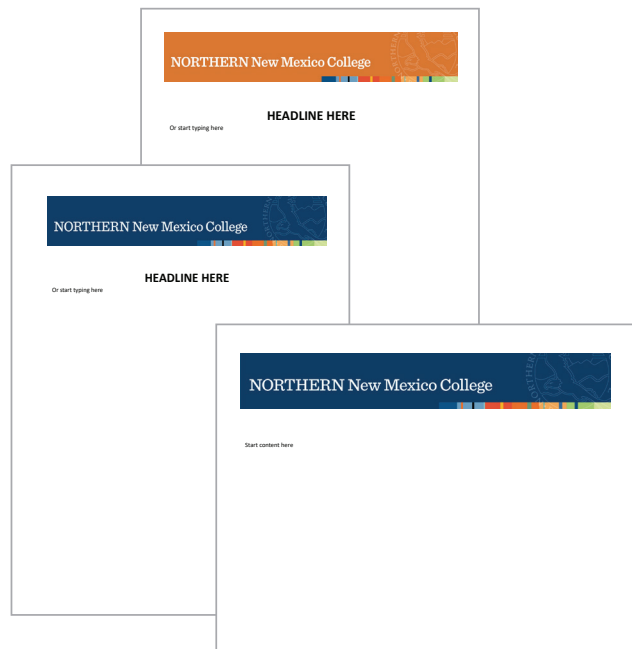 NORTHERN New Mexico College
HEADLINE HERE
Or start typing here
NORTHERN New Mexico College
HEADLINE HERE
Or start typing here
NORTHERN New Mexico College
Start content here